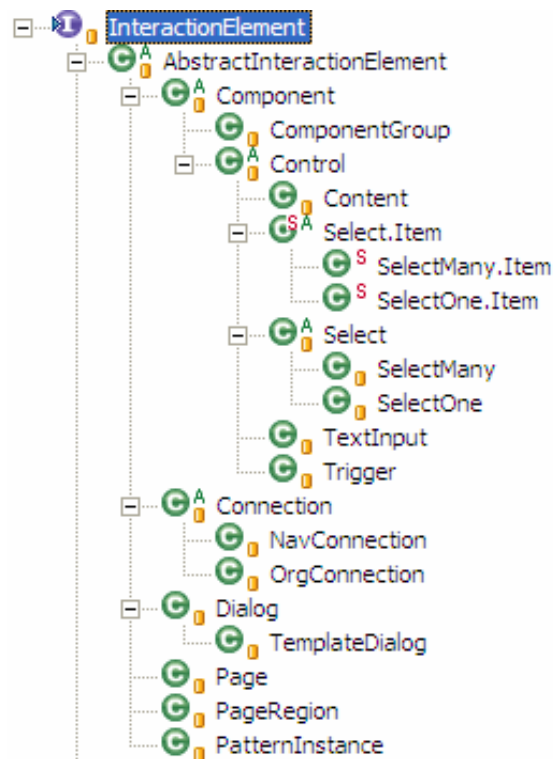 InteractionElement
AbstractInteractionElement
Component
ComponentGroup
Control
Content
Select.Item
SelectMany.Item
SelectOne.Item
Select
SelectMany
SelectOne
TextInput
Trigger
Connection
NavConnection
OrgConnection
Dialog
TemplateDialog
Page
PageRegion
PatternInstance